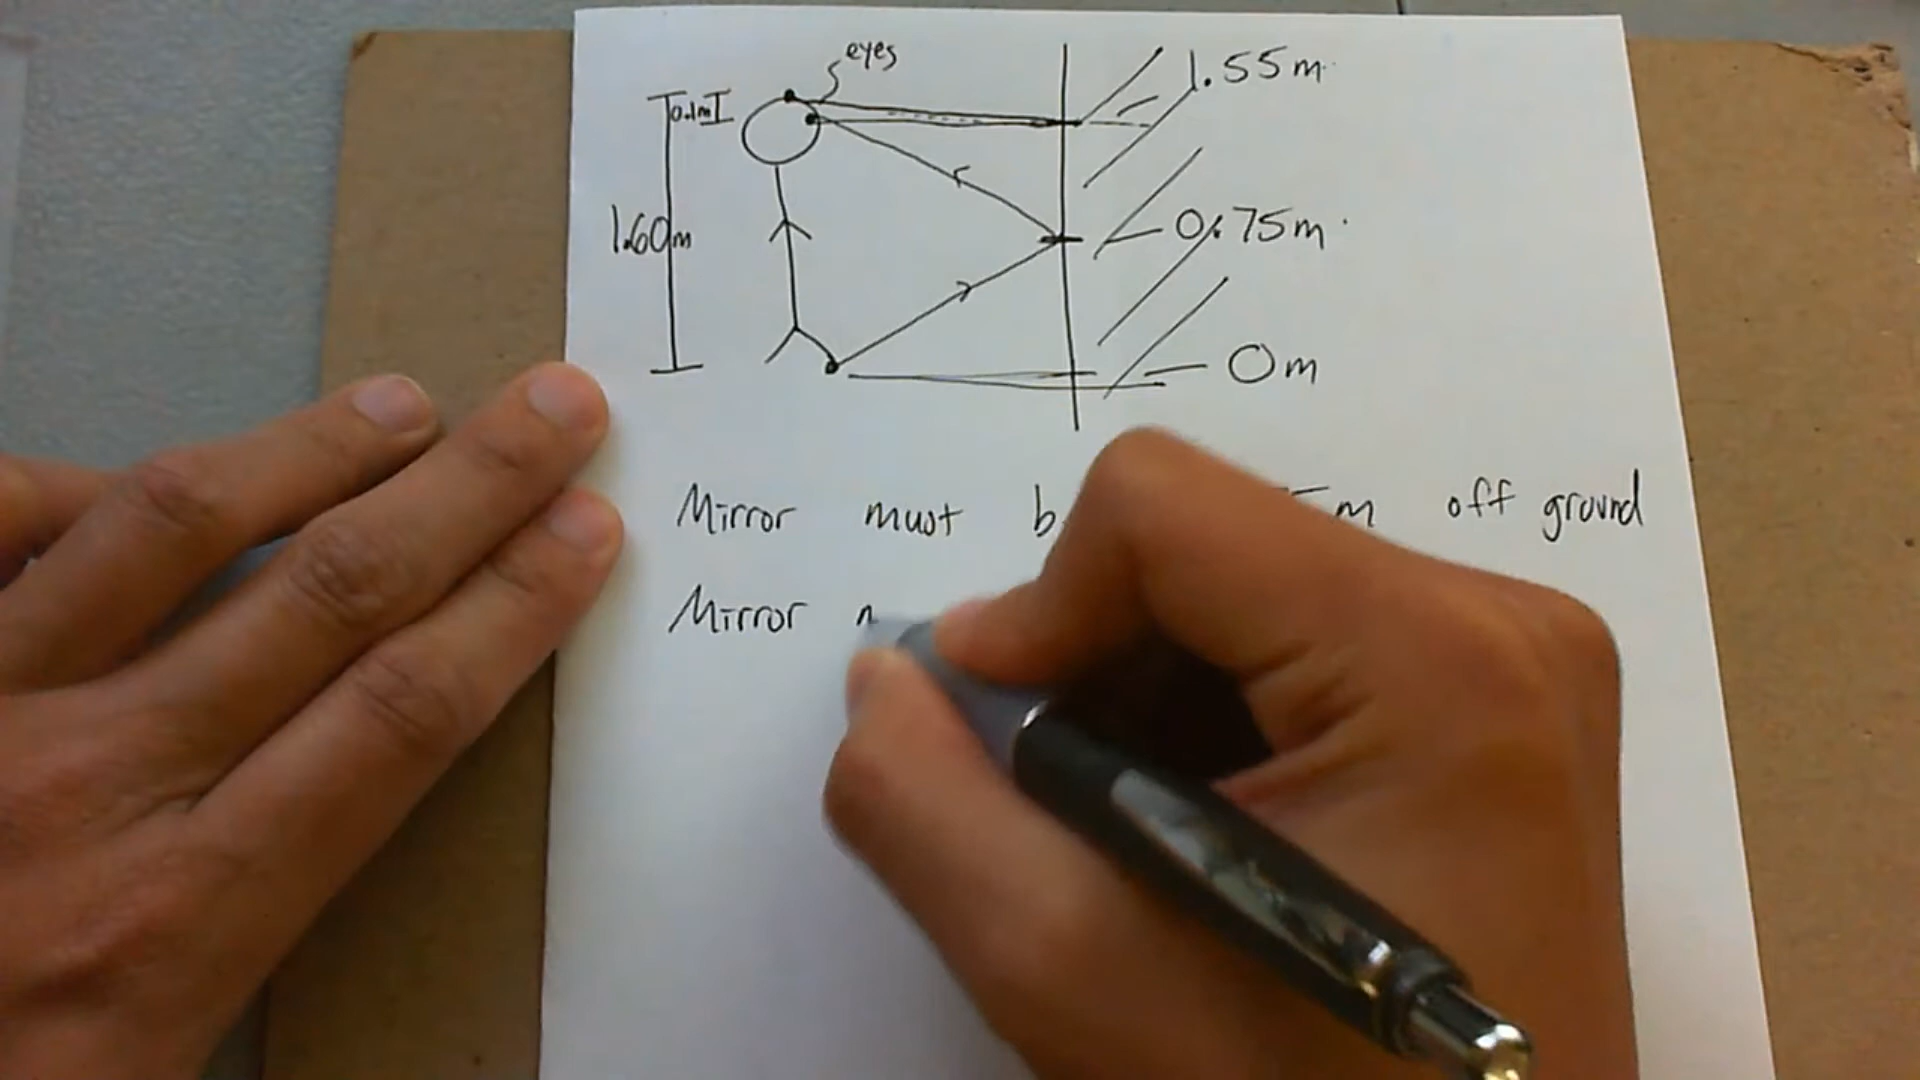 eyes
1.55m
0.1m
1.60m
0.75m
0m
Mirror must m off ground
Mirror